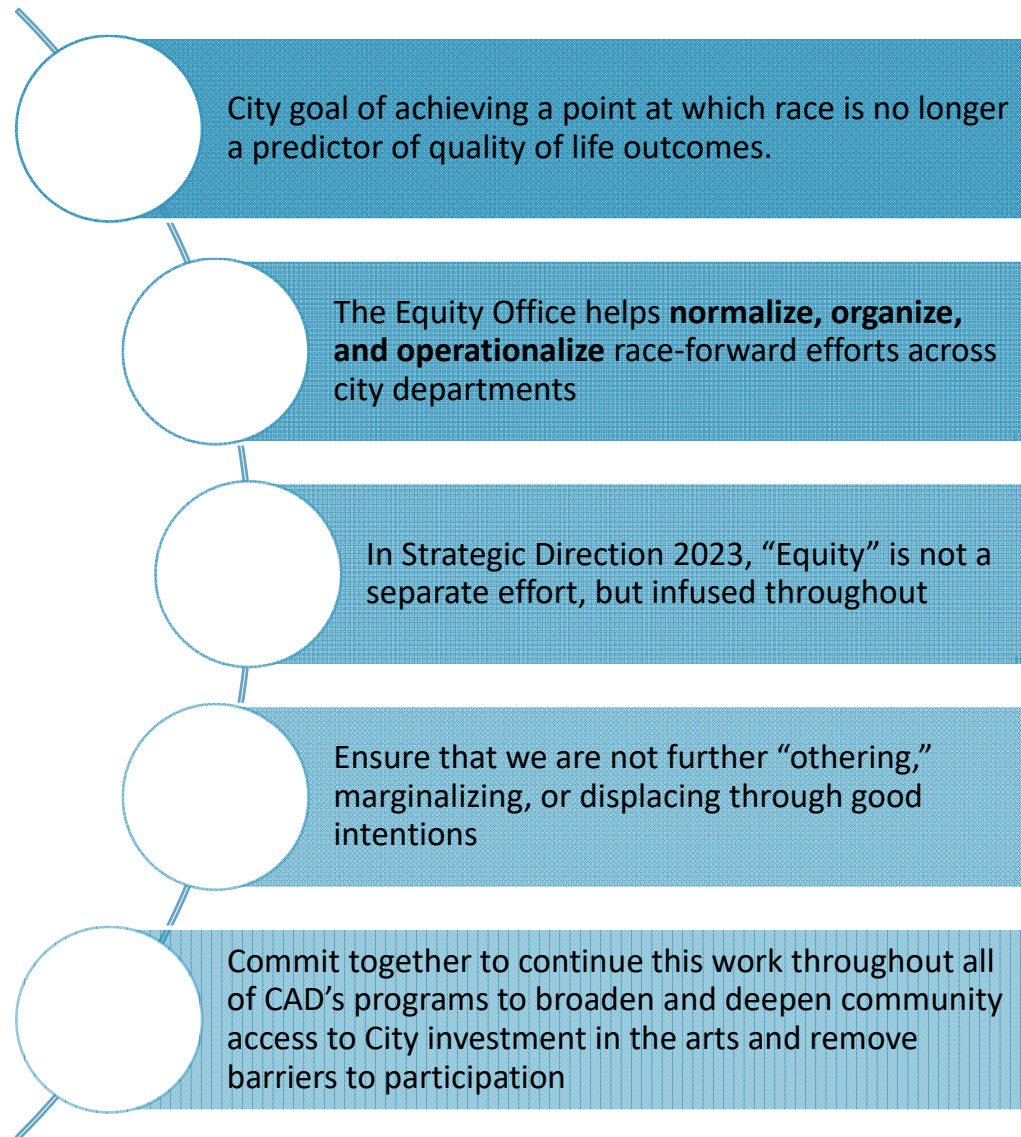 City goal of achieving a point at which race is no longer
a predictor of quality of life outcomes.
The Equity Office helps normalize, organize,
and operationalize race-forward efforts across
city departments
In Strategic Direction 2023, “Equity” is not a
separate effort, but infused throughout
Ensure that we are not further “othering,”
marginalizing, or displacing through good
intentions
Commit together to continue this work throughout all
of CAD’s programs to broaden and deepen community
access to City investment in the arts and remove
barriers to participation